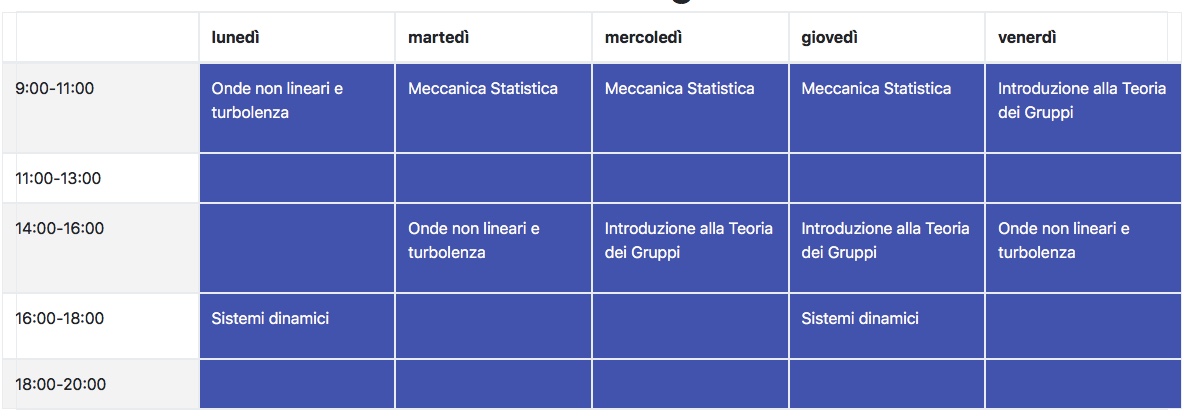 lunedì martedì mercoledì giovedì venerdì
9:00-11:00 Onde non lineari e Meccanica Statistica Meccanica Statistica Meccanica Statistica Introduzione alla Teoria
turbolenza dei Gruppi
11:00-13:00
14:00-16:00 Onde non lineari e Introduzione alla Teoria Introduzione alla Teoria Onde non lineari e
turbolenza dei Gruppi dei Gruppi turbolenza
16:00-18:00 Sistemi dinamici Sistemi dinamici
18:00-20:00